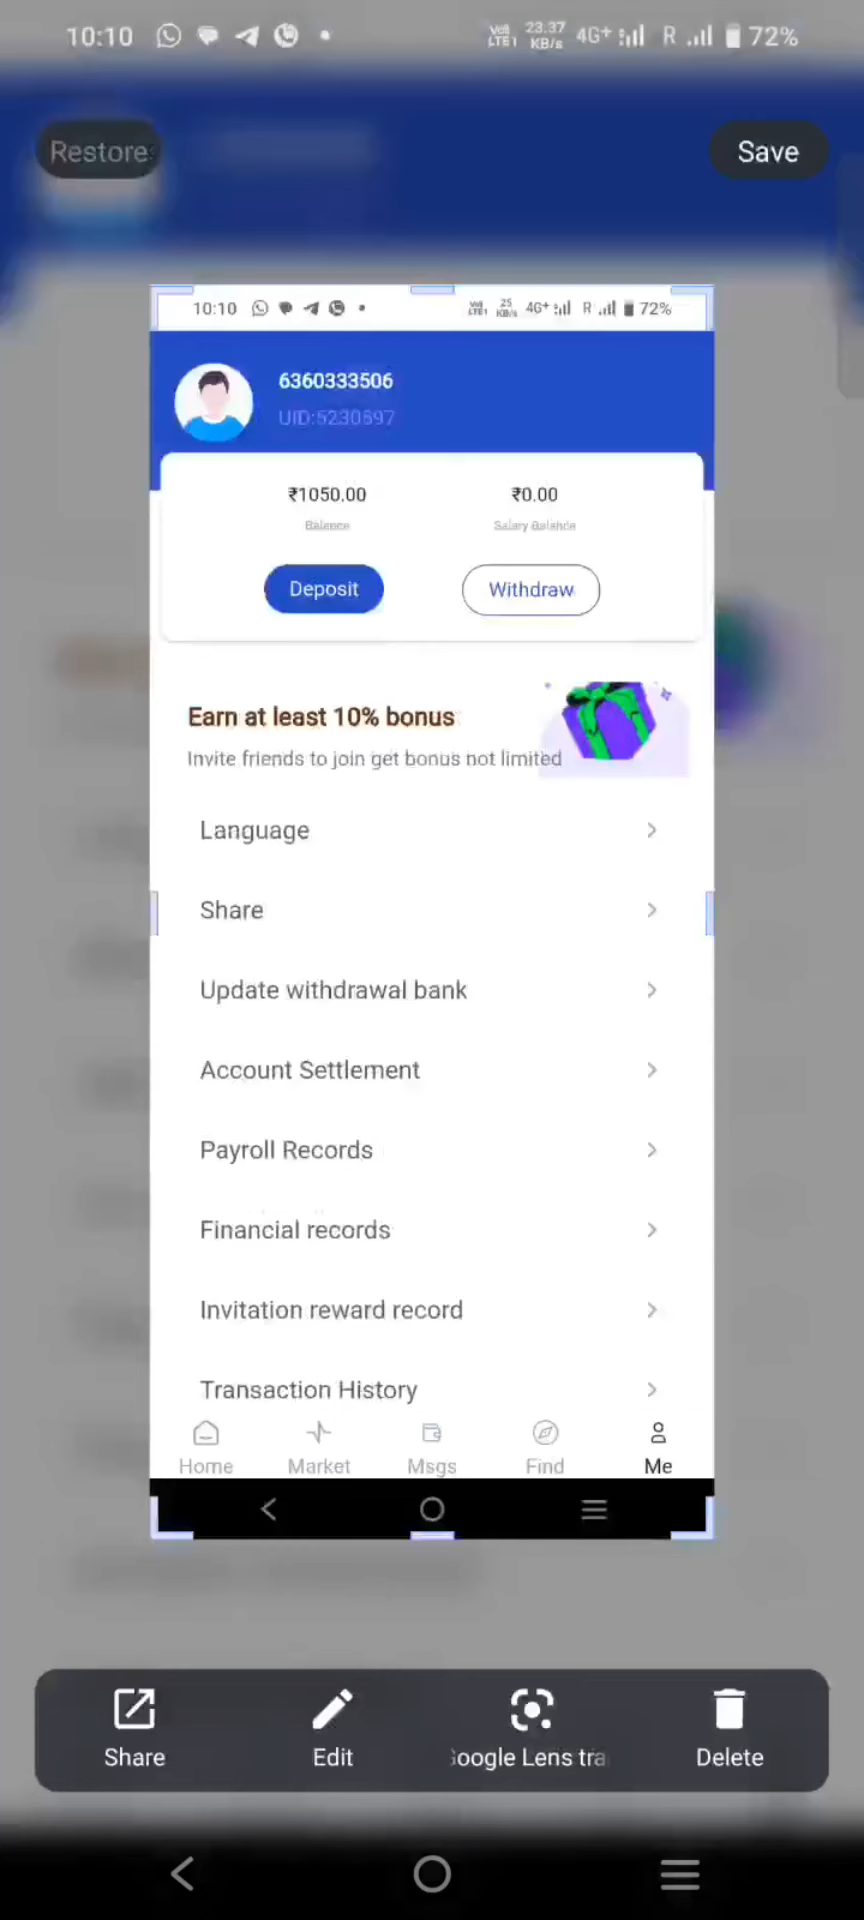 10:10
VoLTE1 23.37 KB/s 4G+ R 72%
Restore
Save
10:10
VoLTE1 25 KB/s 4G+ R 72%
6360333506
UID:5230897
₹1050.00
₹0.00
Balance
Salary Balance
Deposit
Withdraw
Earn at least 10% bonus
Invite friends to join get bonus not limited
Language
Share
Update withdrawal bank
Account Settlement
Payroll Records
Financial records
Invitation reward record
Transaction History
Home
Market
Msgs
Find
Me
Share
Edit
Google Lens tra
Delete